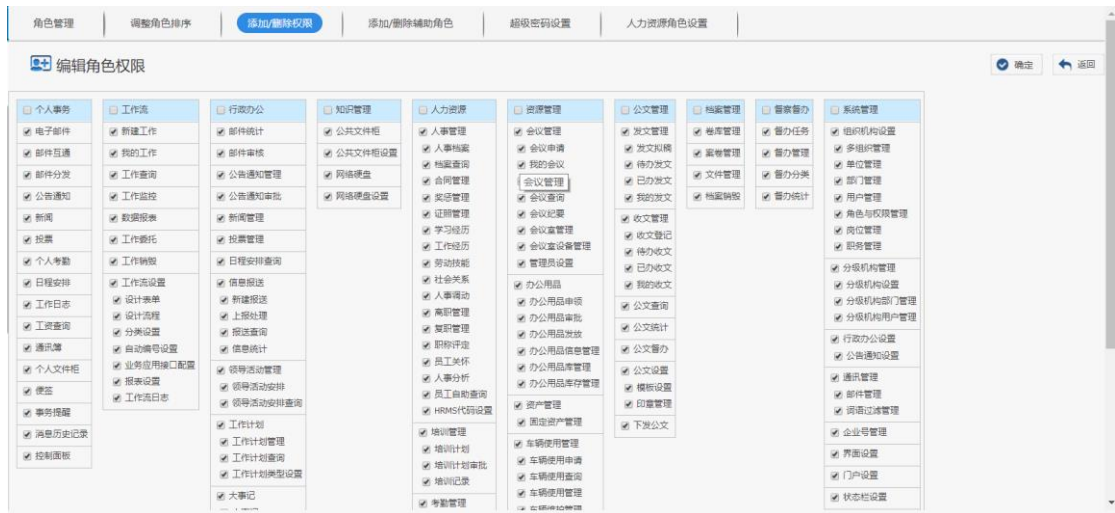 角色管理
调整角色排序
添加/删除权限
添加/删除辅助角色
超级密码设置
人力资源角色设置
编辑角色权限
确定
返回
个人事务
电子邮件
邮件互通
邮件分发
公告通知
新闻
投票
个人考勤
日程安排
工作日志
工资查询
通讯簿
个人文件柜
便签
事务提醒
消息历史记录
控制面板
工作流
新建工作
我的工作
工作查询
工作监控
数据报表
工作委托
工作销毁
工作流设置
设计表单
设计流程
分类设置
自动编号设置
业务应用接口配置
报表设置
工作流日志
行政办公
邮件统计
邮件审核
公告通知管理
公告通知审批
新闻管理
投票管理
日程安排查询
信息报送
新建报送
上报处理
报送查询
信息统计
领导活动管理
领导活动安排
领导活动安排查询
工作计划
工作计划管理
工作计划查询
工作计划类型设置
大事记
知识管理
公共文件柜
公共文件柜设置
网络硬盘
网络硬盘设置
人力资源
人事管理
人事档案
档案查询
合同管理
奖惩管理
证照管理
学习经历
工作经历
劳动技能
社会关系
人事调动
离职管理
复职管理
职称评定
员工关怀
人事分析
员工自助查询
HRMS代码设置
培训管理
培训计划
培训计划审批
培训记录
考勤管理
资源管理
会议管理
会议申请
我的会议
会议管理
会议查询
会议纪要
会议室管理
会议室设备管理
管理员设置
办公用品
办公用品申领
办公用品审批
办公用品发放
办公用品信息管理
办公用品库管理
办公用品库存管理
资产管理
固定资产管理
车辆使用管理
车辆使用申请
车辆使用查询
车辆使用管理
车辆维护管理
公文管理
发文管理
发文拟稿
待办发文
已办发文
我的发文
收文管理
收文登记
待办收文
已办收文
我的收文
公文查询
公文统计
公文督办
公文设置
模板设置
印章管理
下发公文
档案管理
卷库管理
案卷管理
文件管理
档案销毁
督察督办
督办任务
督办管理
督办分类
督办统计
系统管理
组织机构设置
多组织管理
单位管理
部门管理
用户管理
角色与权限管理
岗位管理
职务管理
分级机构管理
分级机构设置
分级机构部门管理
分级机构用户管理
行政办公设置
公告通知设置
通讯管理
邮件管理
词语过滤管理
企业号管理
界面设置
门户设置
状态栏设置